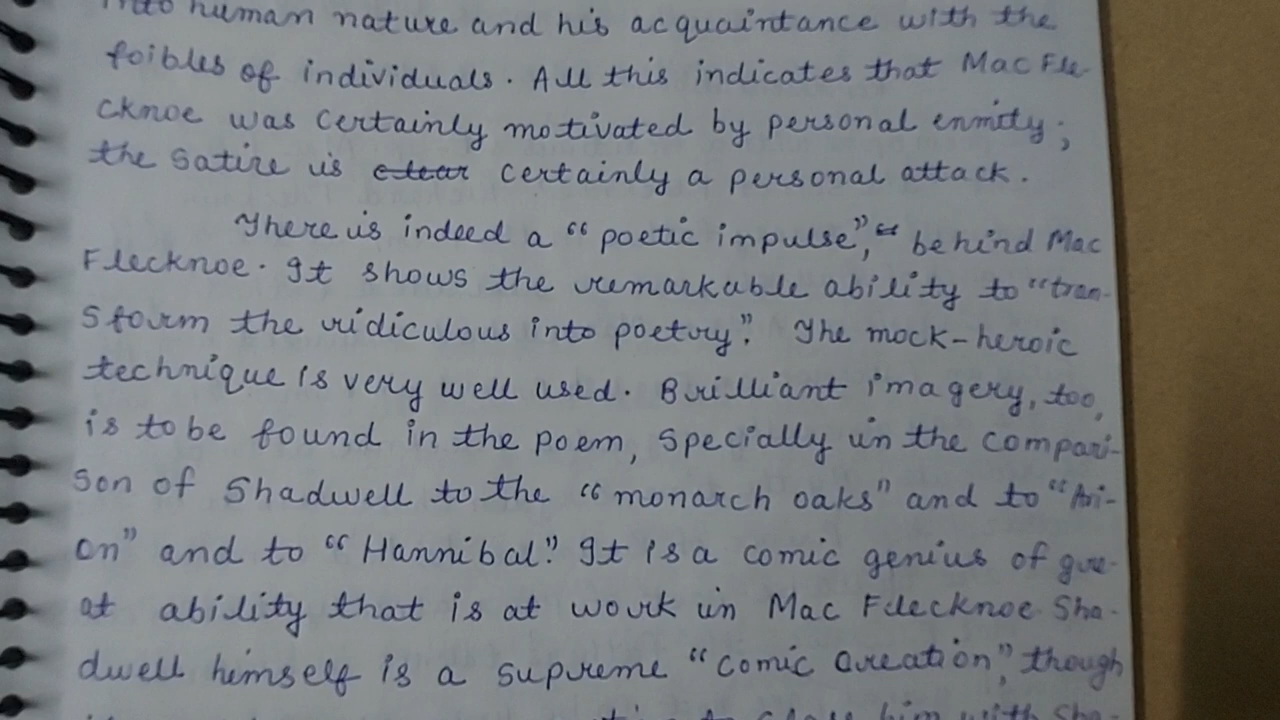 into human nature and his acquaintance with the
foibles of individuals. All this indicates that Mac Fle-
cknoe was certainly motivated by personal enmity;
the satire is clear certainly a personal attack.
There is indeed a "poetic impulse", behind Mac
Flecknoe. It shows the remarkable ability to "tran-
sform the ridiculous into poetry". The mock-heroic
technique is very well used. Brilliant imagery, too,
is to be found in the poem, specially in the compari-
son of Shadwell to the "monarch oaks" and to "Ari-
on" and to "Hannibal". It is a comic genius of gre-
at ability that is at work in Mac Flecknoe Sha-
dwell himself is a supreme "comic creation", though
him with Sha-